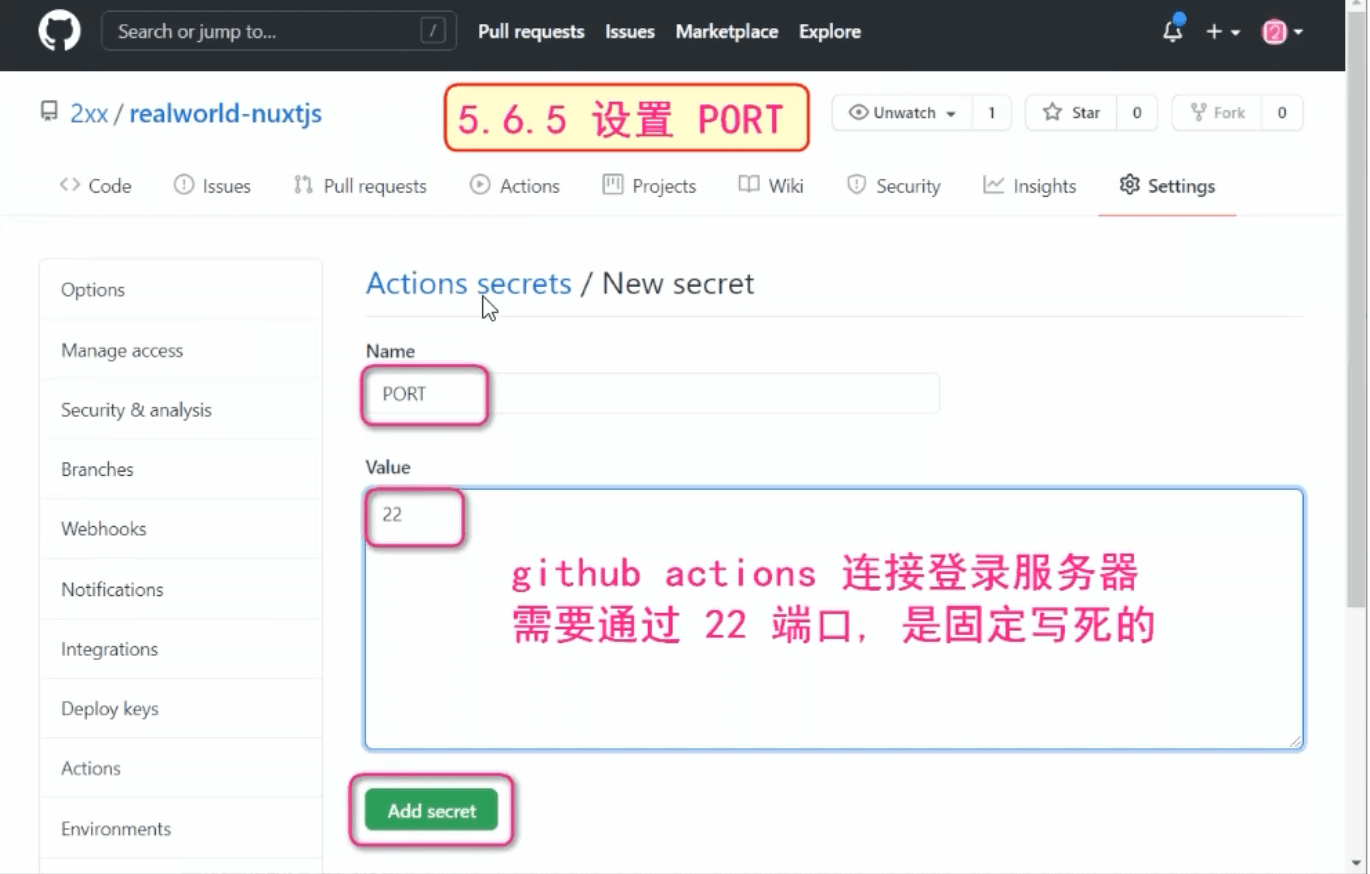 Search or jump to... / Pull requests Issues Marketplace Explore
2xx / realworld-nuxtjs 5.6.5 设置 PORT Unwatch 1 Star 0 Fork 0
Code Issues Pull requests Actions Projects Wiki Security Insights Settings
Options
Manage access
Security & analysis
Branches
Webhooks
Notifications
Integrations
Deploy keys
Actions
Environments
Actions secrets / New secret
Name
PORT
Value
22
github actions 连接登录服务器
需要通过 22 端口, 是固定写死的
Add secret